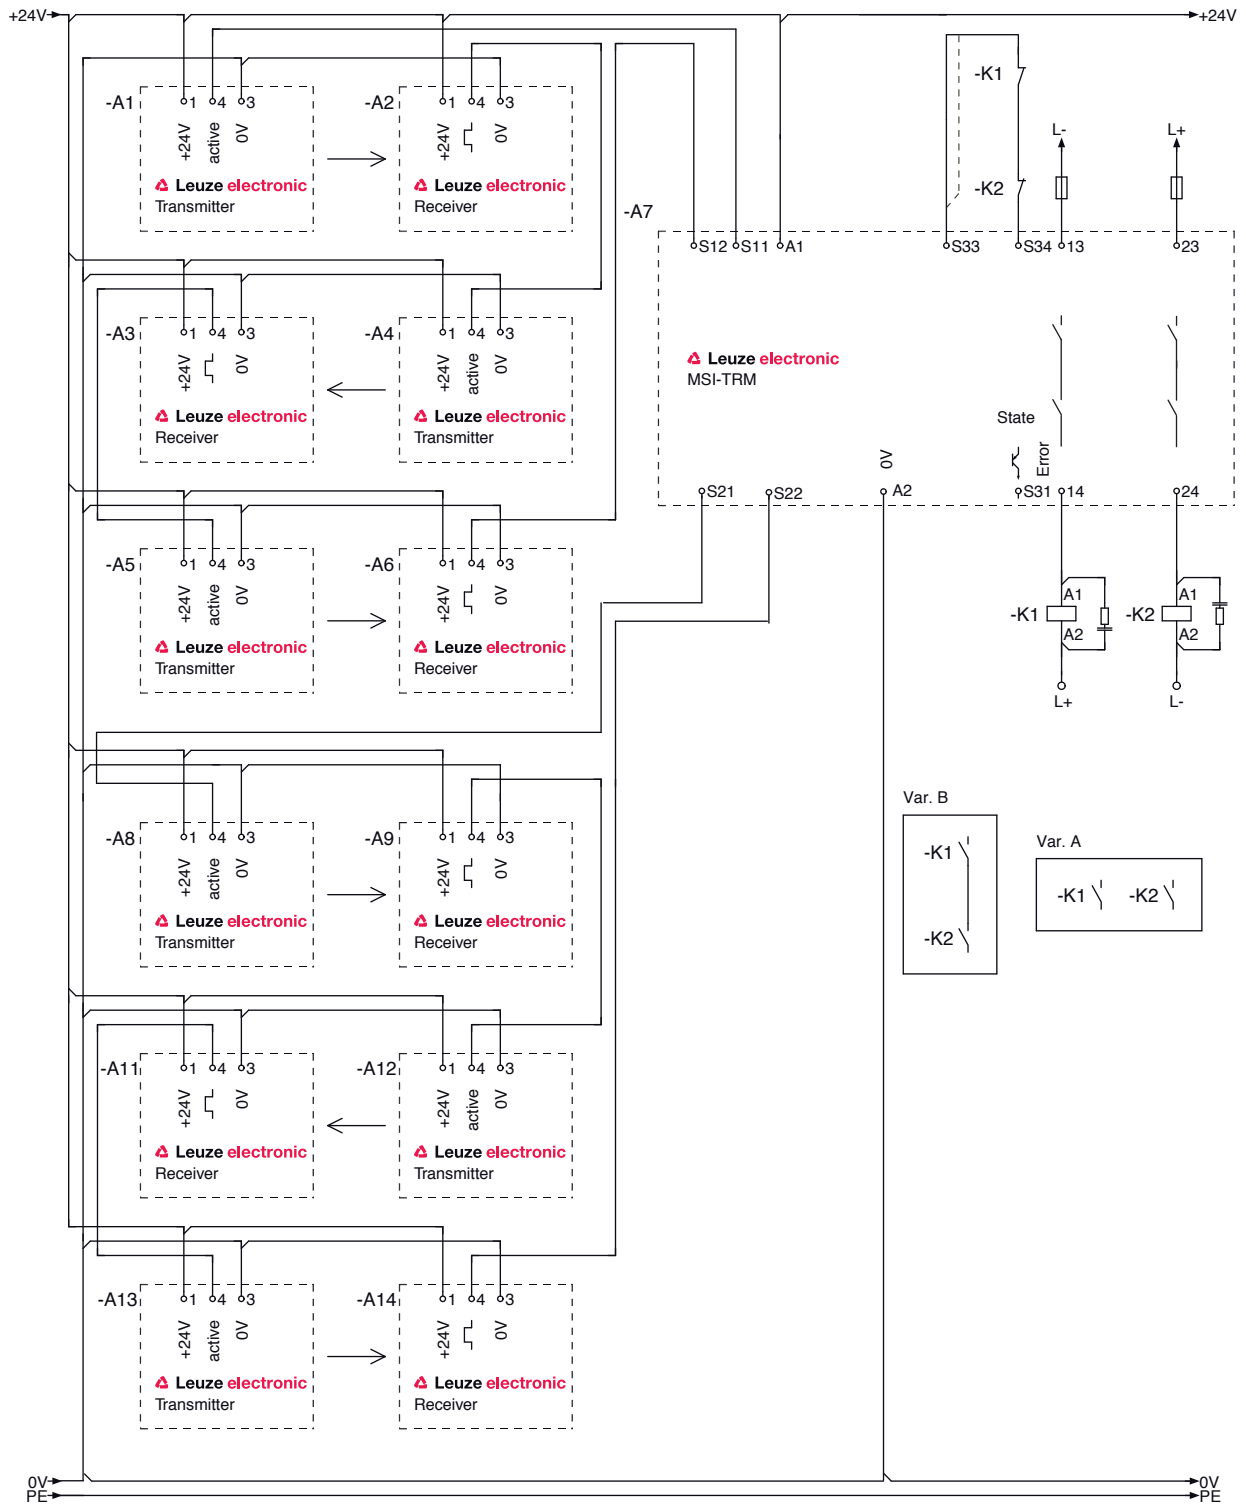 +24V +24V
-A1 1 4 3 +24V active 0V
Leuze electronic
Transmitter
-A2 1 4 3 +24V 0V
Leuze electronic
Receiver
-A3 1 4 3 +24V 0V
Leuze electronic
Receiver
-A4 1 4 3 +24V active 0V
Leuze electronic
Transmitter
-A5 1 4 3 +24V active 0V
Leuze electronic
Transmitter
-A6 1 4 3 +24V 0V
Leuze electronic
Receiver
-A7
S12 S11 A1 S33 S34 13 23
-K1
-K2
L- L+
Leuze electronic
MSI-TRM
State
Error
0V
S21 S22 A2 S31 14 24
-K1 A1 A2
L+
-K2 A1 A2
L-
-A8 1 4 3 +24V active 0V
Leuze electronic
Transmitter
-A9 1 4 3 +24V 0V
Leuze electronic
Receiver
Var. B
-K1
-K2
Var. A
-K1 -K2
-A11 1 4 3 +24V 0V
Leuze electronic
Receiver
-A12 1 4 3 +24V active 0V
Leuze electronic
Transmitter
-A13 1 4 3 +24V active 0V
Leuze electronic
Transmitter
-A14 1 4 3 +24V 0V
Leuze electronic
Receiver
0V 0V
PE PE